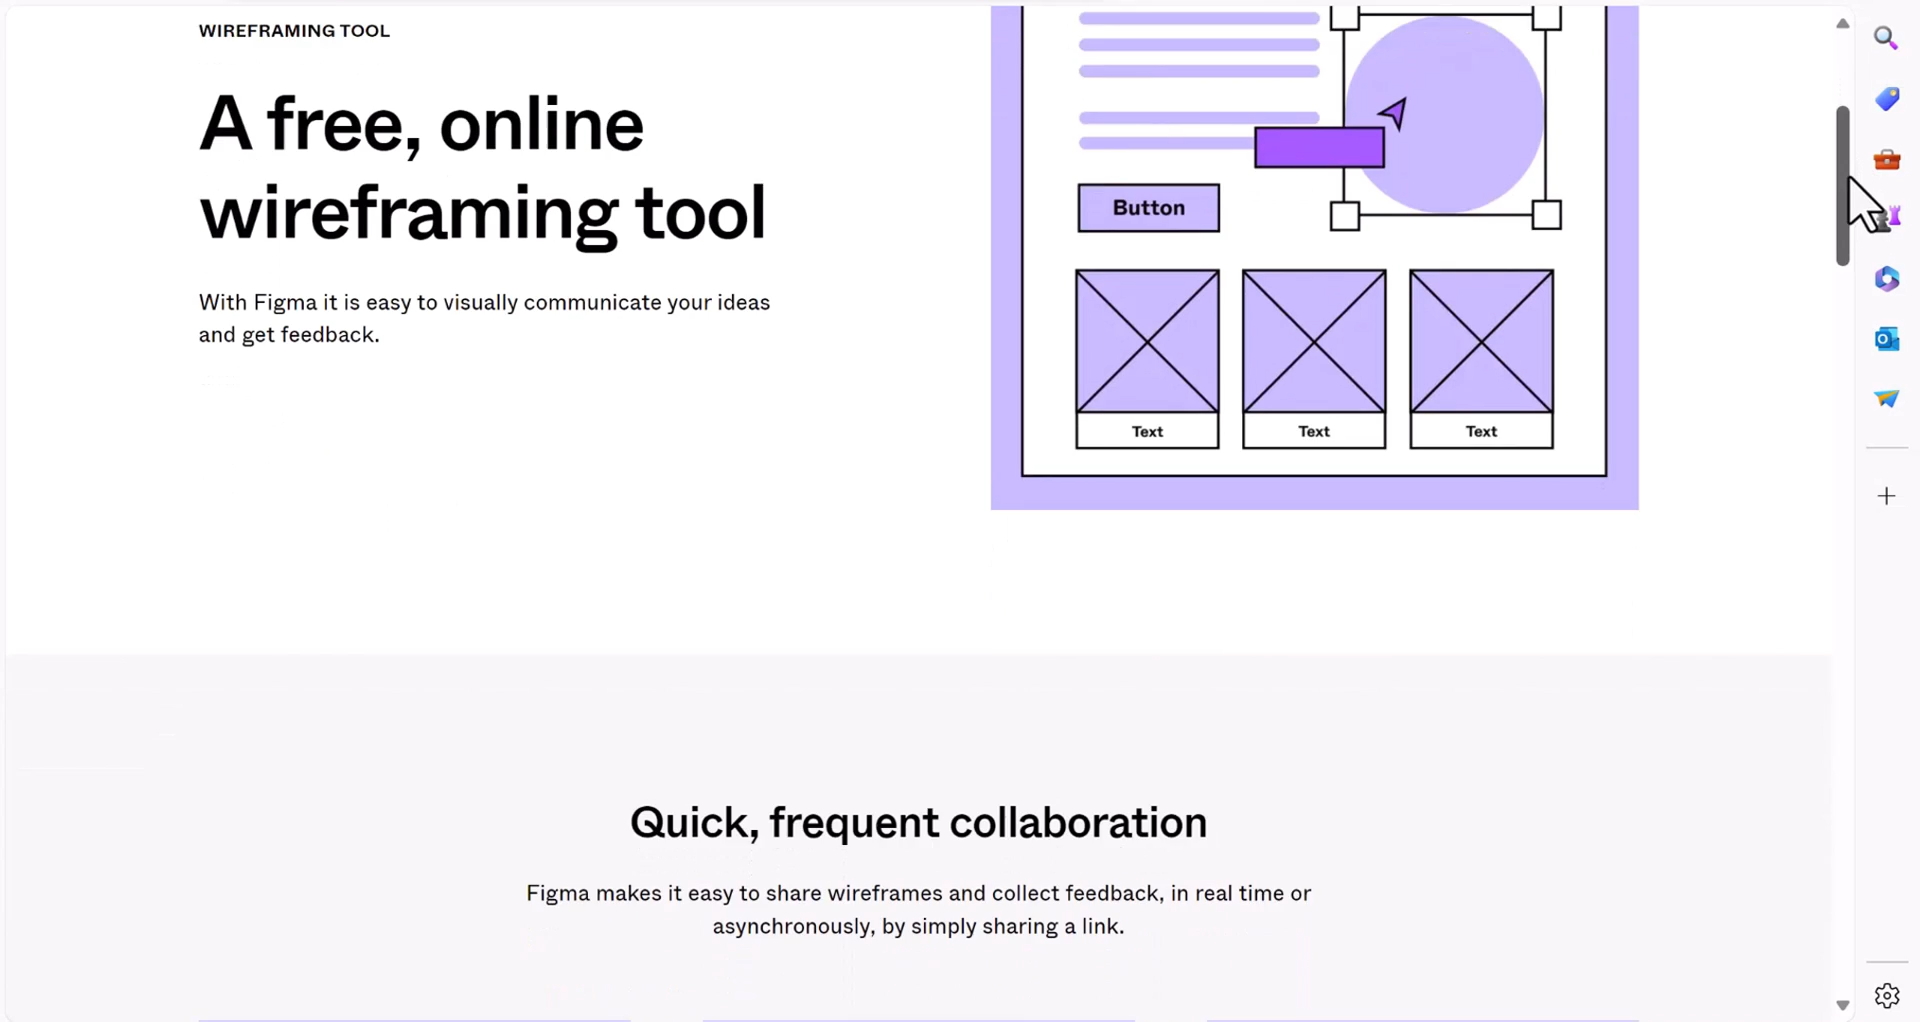 WIREFRAMING TOOL
A free, online
wireframing tool
With Figma it is easy to visually communicate your ideas
and get feedback.
Button
Text
Text
Text
Quick, frequent collaboration
Figma makes it easy to share wireframes and collect feedback, in real time or
asynchronously, by simply sharing a link.